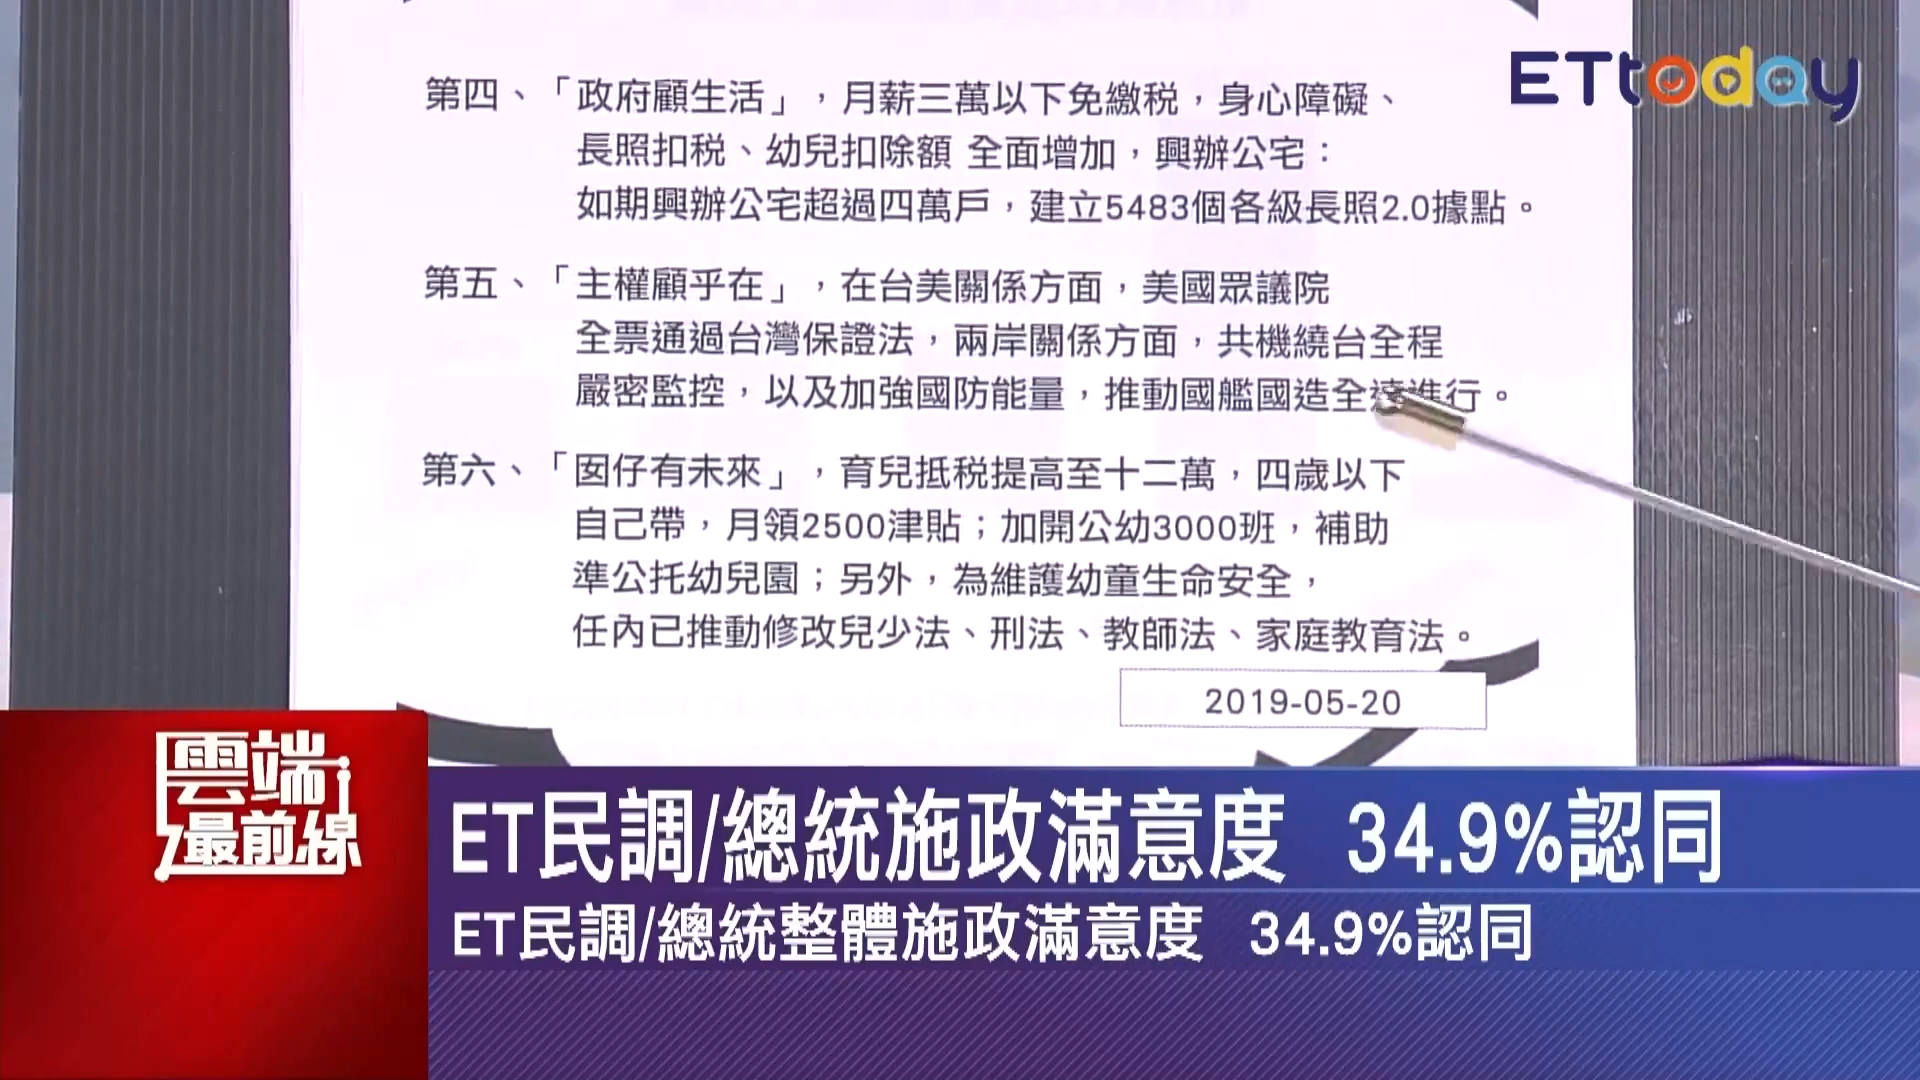 ETtoday
第四、「政府顧生活」，月薪三萬以下免繳税，身心障礙、
長照扣税、幼兒扣除額 全面增加，興辦公宅：
如期興辦公宅超過四萬戶，建立5483個各級長照2.0據點。
第五、「主權顧乎在」，在台美關係方面，美國眾議院
全票通過台灣保證法，兩岸關係方面，共機繞台全程
嚴密監控，以及加強國防能量，推動國艦國造全速進行。
第六、「囡仔有未來」，育兒抵税提高至十二萬，四歲以下
自己帶，月領2500津貼；加開公幼3000班，補助
準公托幼兒園；另外，為維護幼童生命安全，
任內已推動修改兒少法、刑法、教師法、家庭教育法。
2019-05-20
雲端
最前線
ET民調/總統施政滿意度 34.9%認同
ET民調/總統整體施政滿意度 34.9%認同